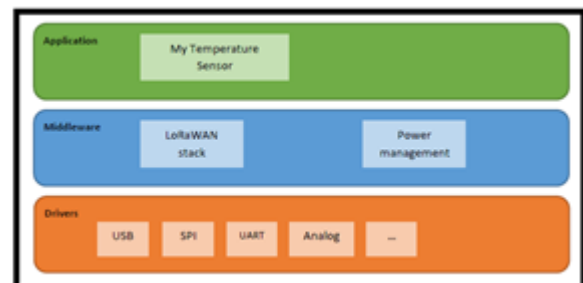 Application
My Temperature
Sensor
Middleware
LoRaWAN
stack
Power
management
Drivers
USB
SPI
UART
Analog
...